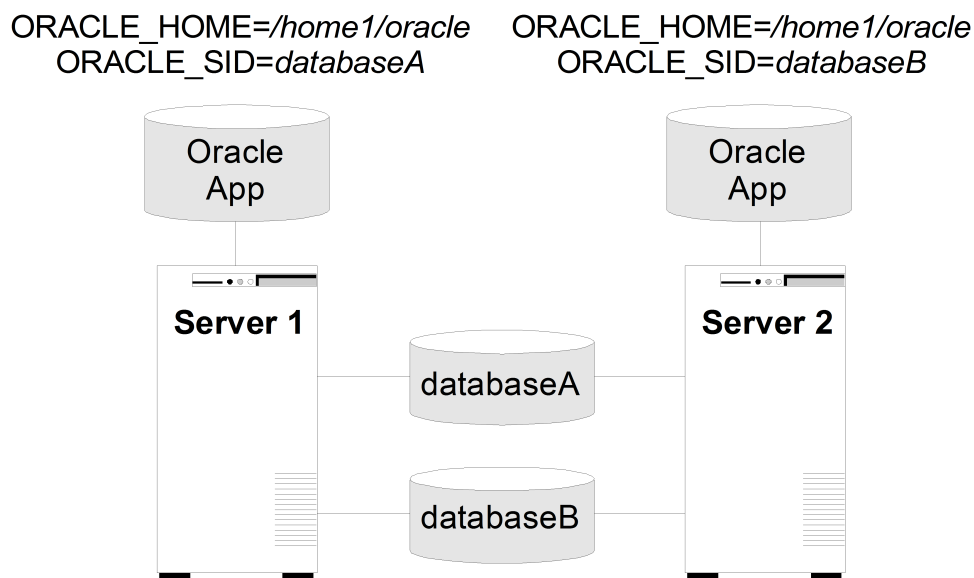 ORACLE_HOME=/home1/oracle
ORACLE_SID=databaseA
ORACLE_HOME=/home1/oracle
ORACLE_SID=databaseB
Oracle
App
Oracle
App
Server 1
Server 2
databaseA
databaseB